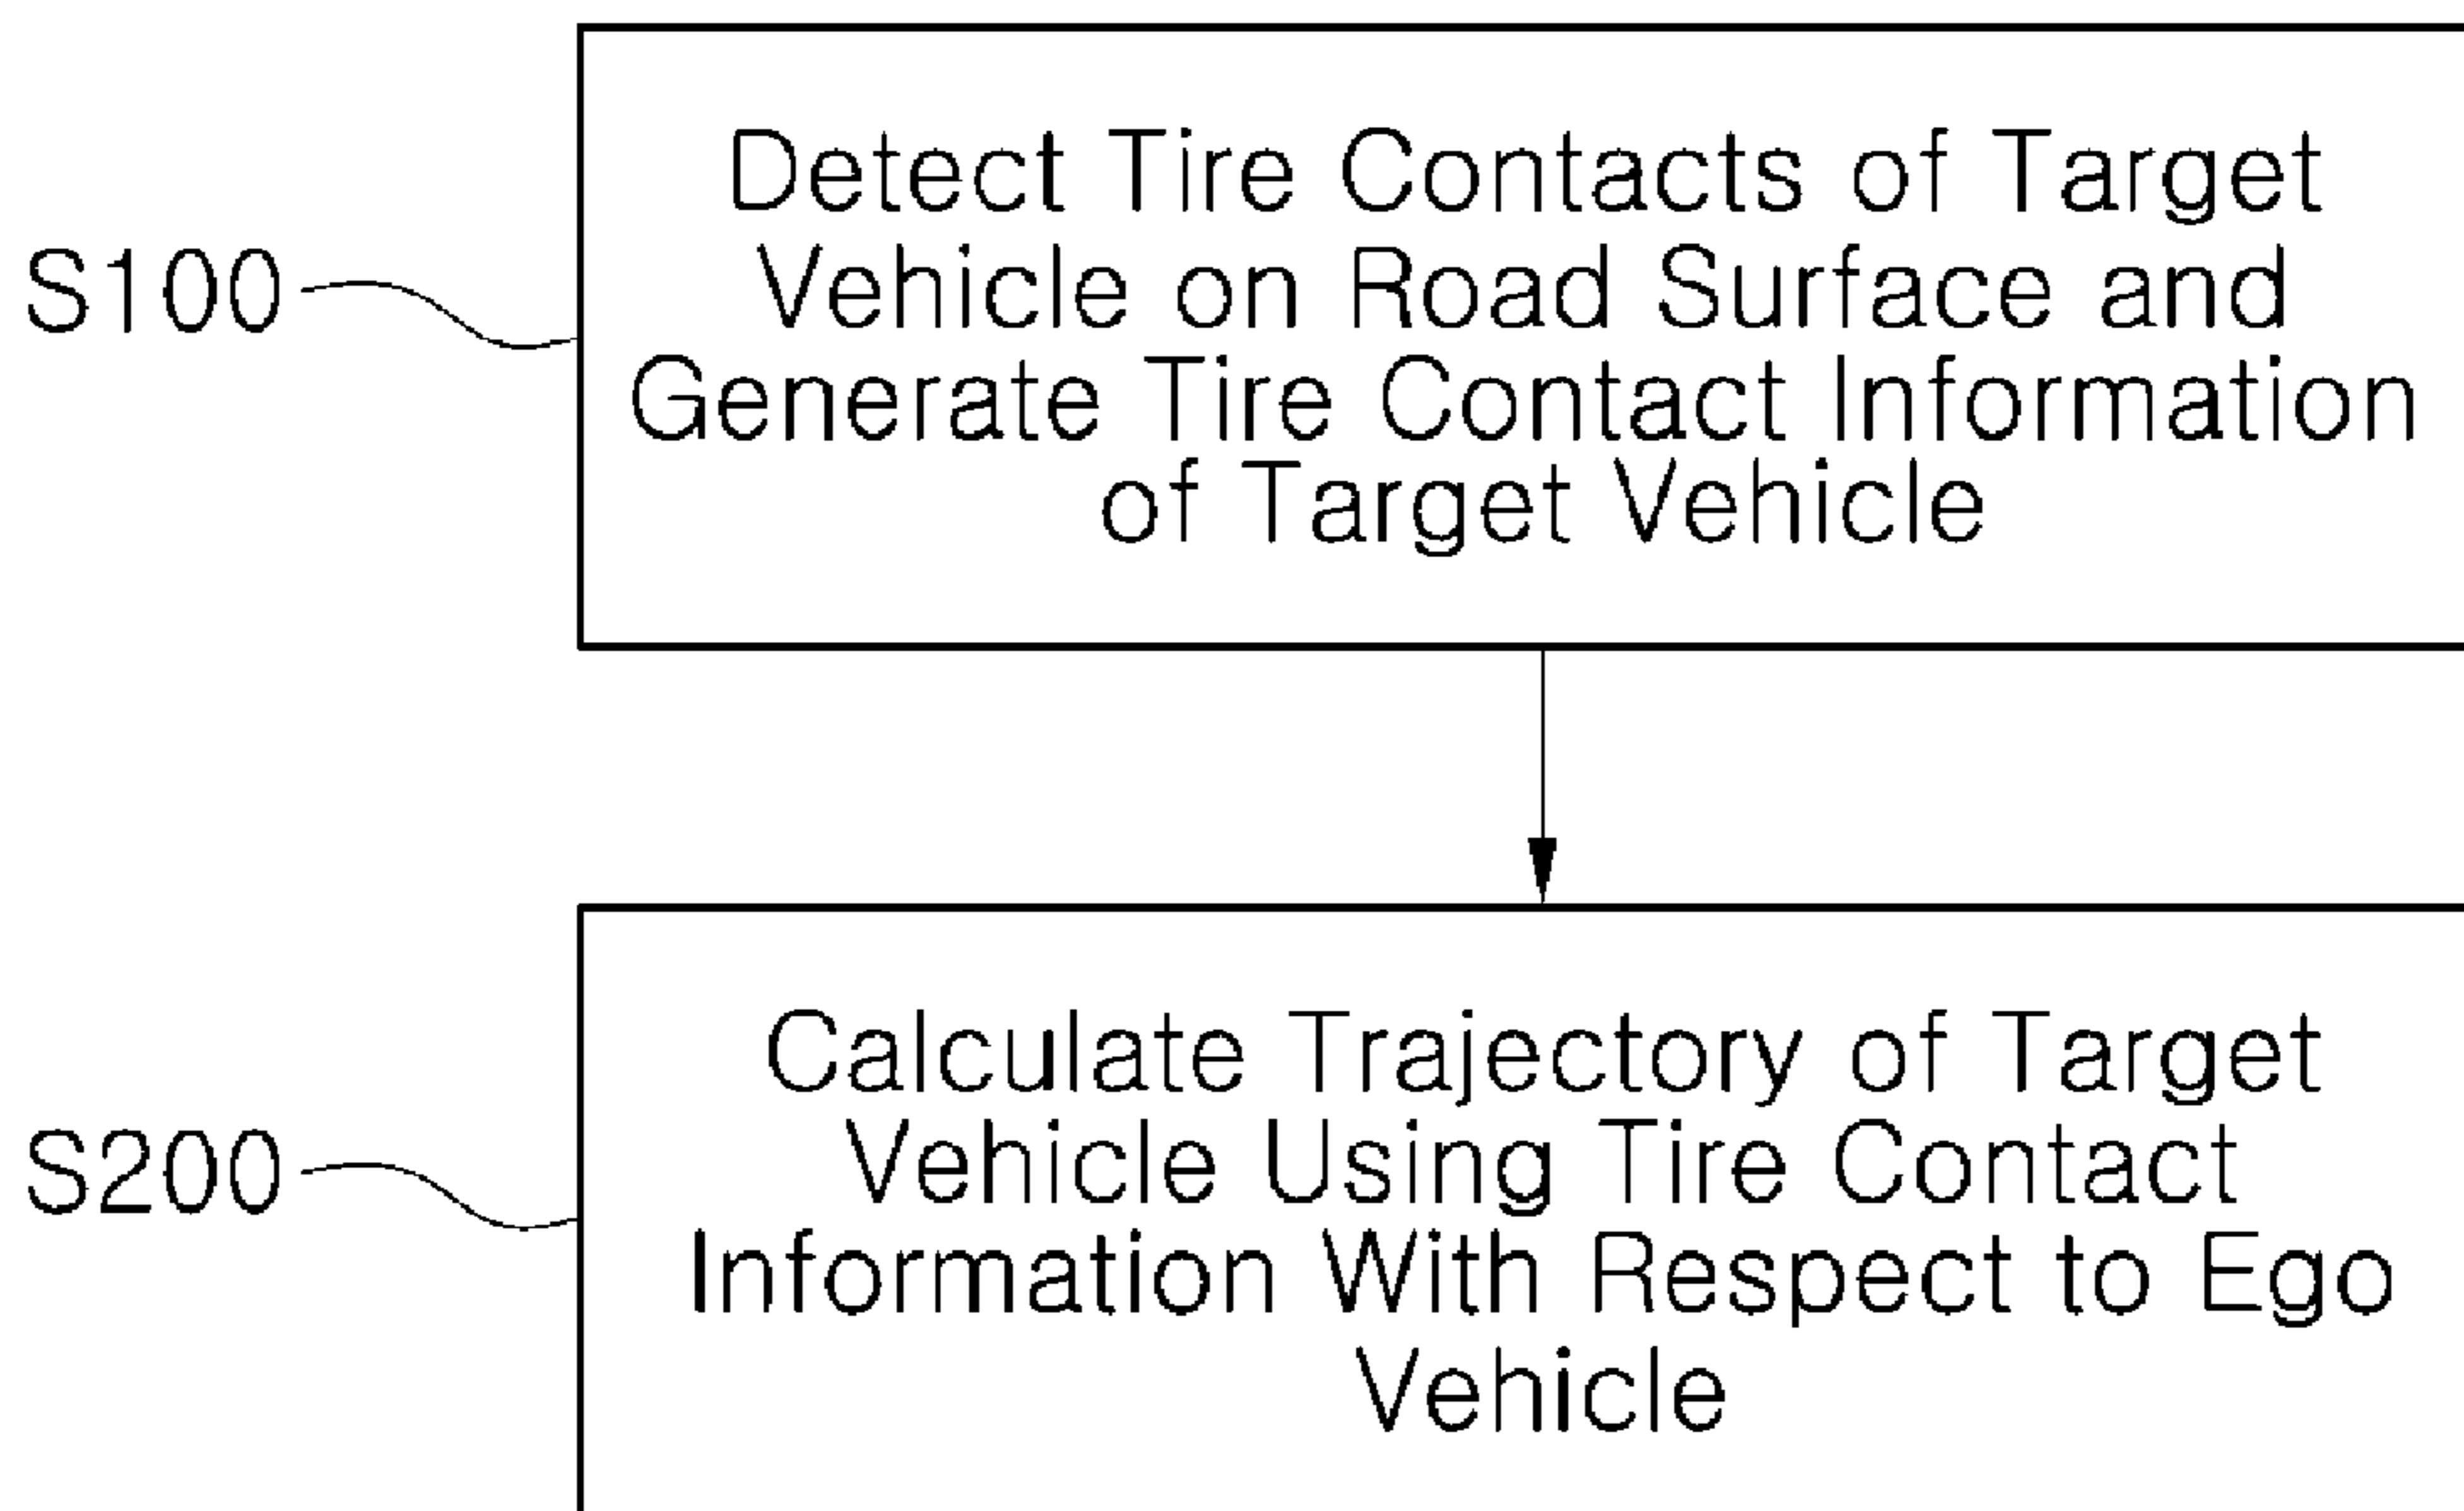 S100
Detect Tire Contacts of Target
Vehicle on Road Surface and
Generate Tire Contact Information
of Target Vehicle
S200
Calculate Trajectory of Target
Vehicle Using Tire Contact
Information With Respect to Ego
Vehicle